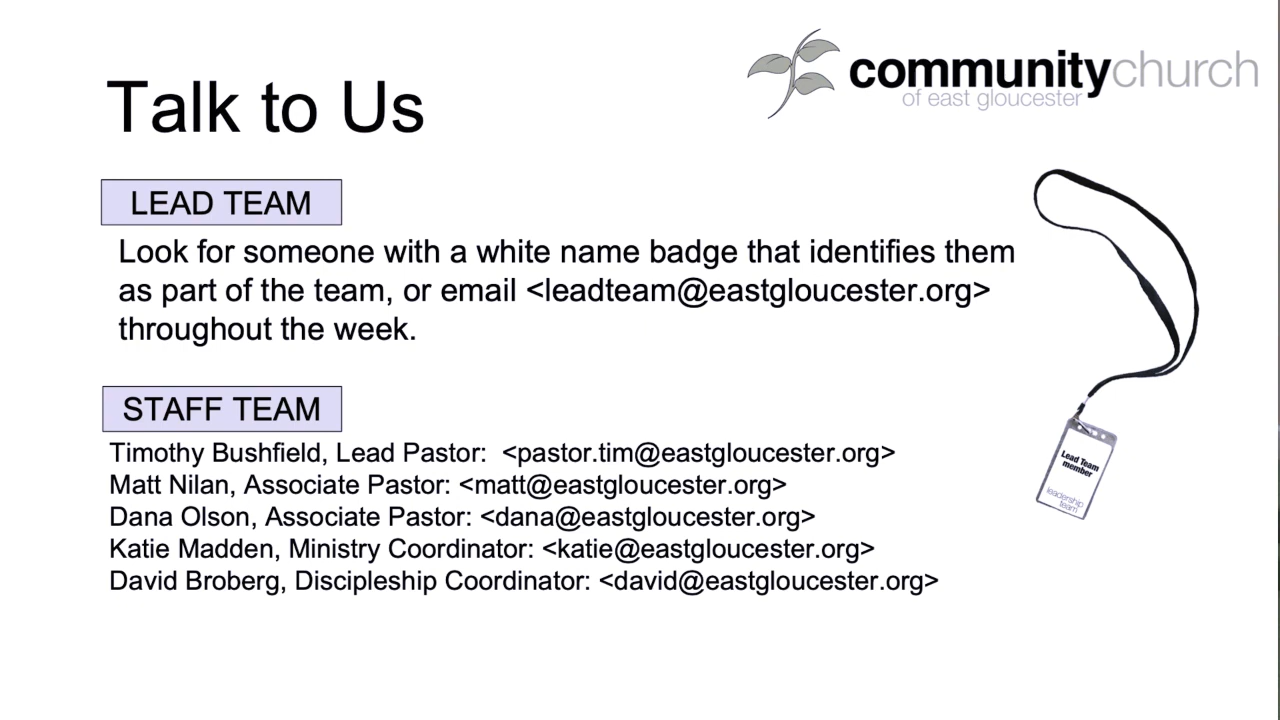 communitychurch
of east gloucester
Talk to Us
LEAD TEAM
Look for someone with a white name badge that identifies them
as part of the team, or email <leadteam@eastgloucester.org>
throughout the week.
STAFF TEAM
Timothy Bushfield, Lead Pastor:  <pastor.tim@eastgloucester.org>
Matt Nilan, Associate Pastor: <matt@eastgloucester.org>
Dana Olson, Associate Pastor: <dana@eastgloucester.org>
Katie Madden, Ministry Coordinator: <katie@eastgloucester.org>
David Broberg, Discipleship Coordinator: <david@eastgloucester.org>
Lead Team
member
leadership
team